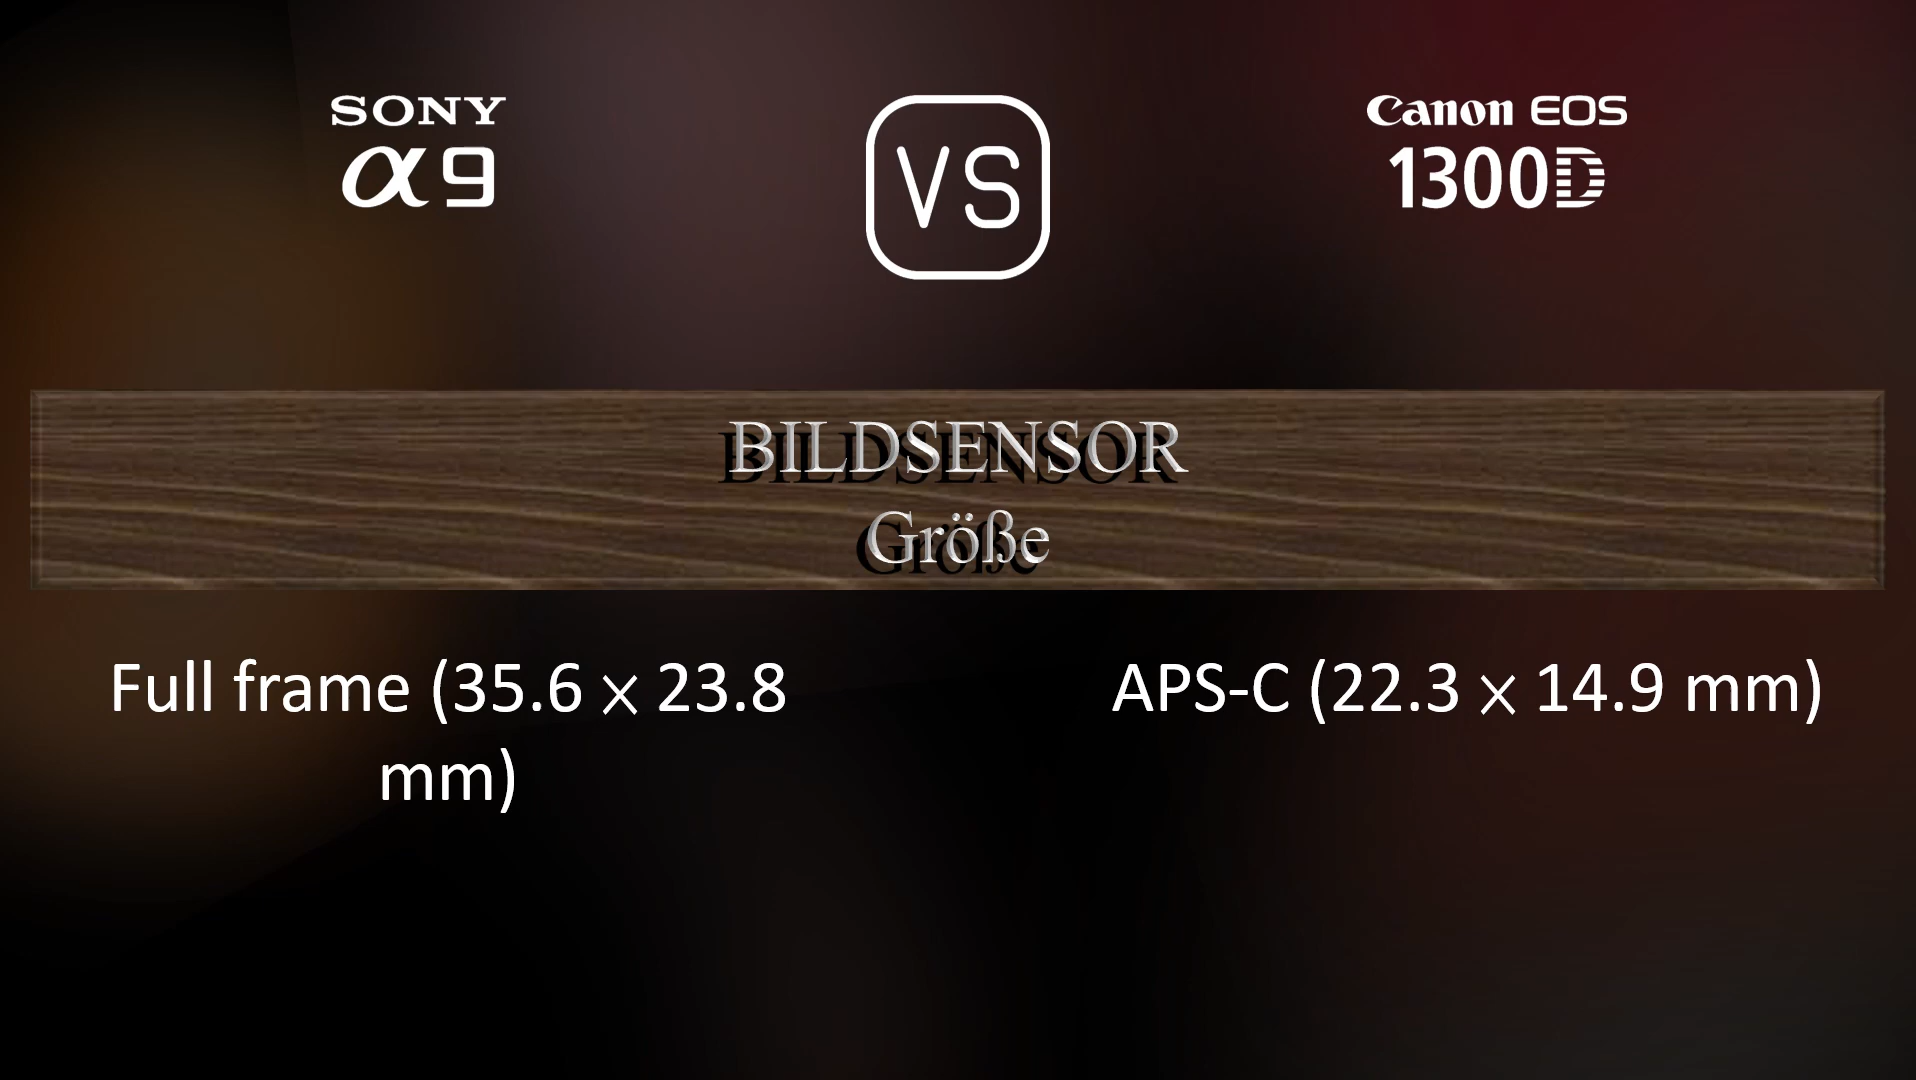 SONY
α9
VS
Canon EOS
1300D
BILDSENSOR
Größe
Full frame (35.6 x 23.8
mm)
APS-C (22.3 x 14.9 mm)